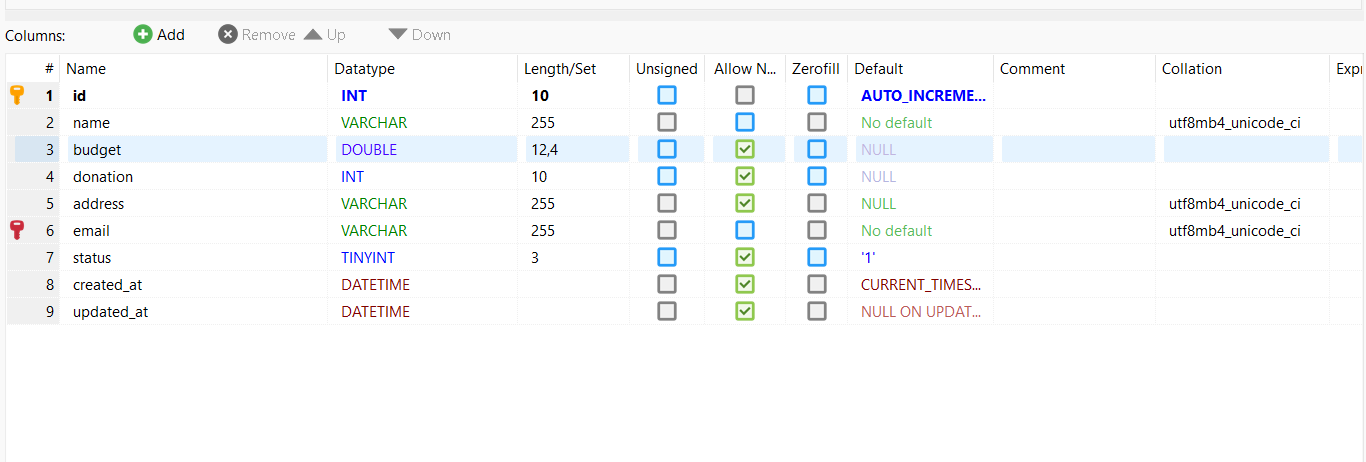 Columns: Add Remove Up Down
# Name Datatype Length/Set Unsigned Allow N... Zerofill Default Comment Collation Expr
1 id INT 10 AUTO_INCREME...
2 name VARCHAR 255 No default utf8mb4_unicode_ci
3 budget DOUBLE 12,4 NULL
4 donation INT 10 NULL
5 address VARCHAR 255 NULL utf8mb4_unicode_ci
6 email VARCHAR 255 No default utf8mb4_unicode_ci
7 status TINYINT 3 '1'
8 created_at DATETIME CURRENT_TIMES...
9 updated_at DATETIME NULL ON UPDAT...